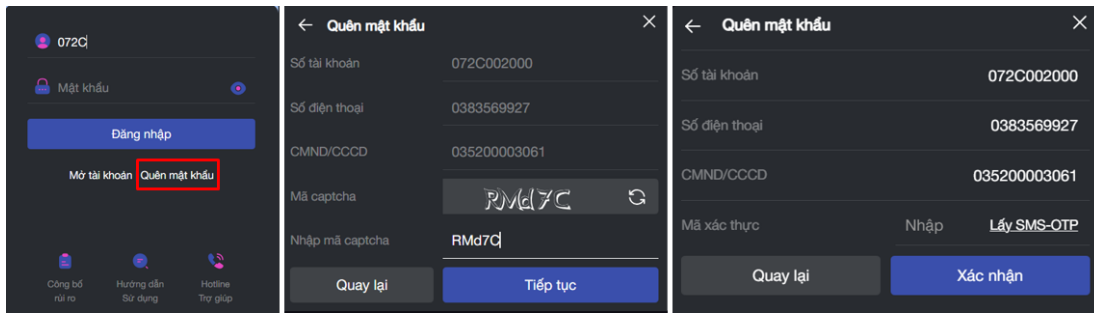 072C
Mật khẩu
Đăng nhập
Mở tài khoản Quên mật khẩu
Công bố rủi ro
Hướng dẫn Sử dụng
Hotline Trợ giúp
← Quên mật khẩu ×
Số tài khoản 072C002000
Số điện thoại 0383569927
CMND/CCCD 035200003061
Mã captcha RMd7C
Nhập mã captcha RMd7C
Quay lại Tiếp tục
← Quên mật khẩu ×
Số tài khoản 072C002000
Số điện thoại 0383569927
CMND/CCCD 035200003061
Mã xác thực Nhập Lấy SMS-OTP
Quay lại Xác nhận